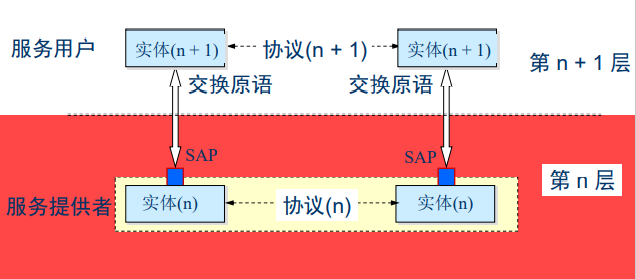 服务用户
实体(n + 1)
协议(n + 1)
实体(n + 1)
第 n + 1 层
交换原语
交换原语
SAP
SAP
第 n 层
服务提供者
实体(n)
协议(n)
实体(n)